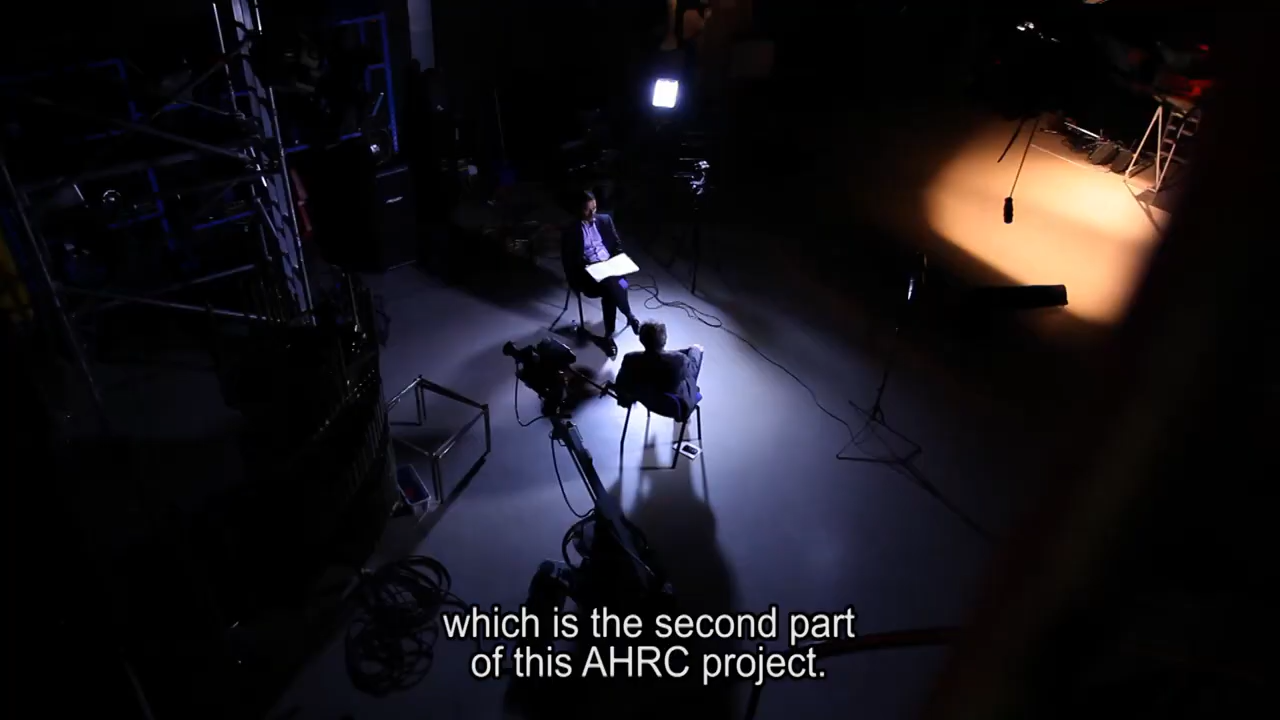 which is the second part
of this AHRC project.